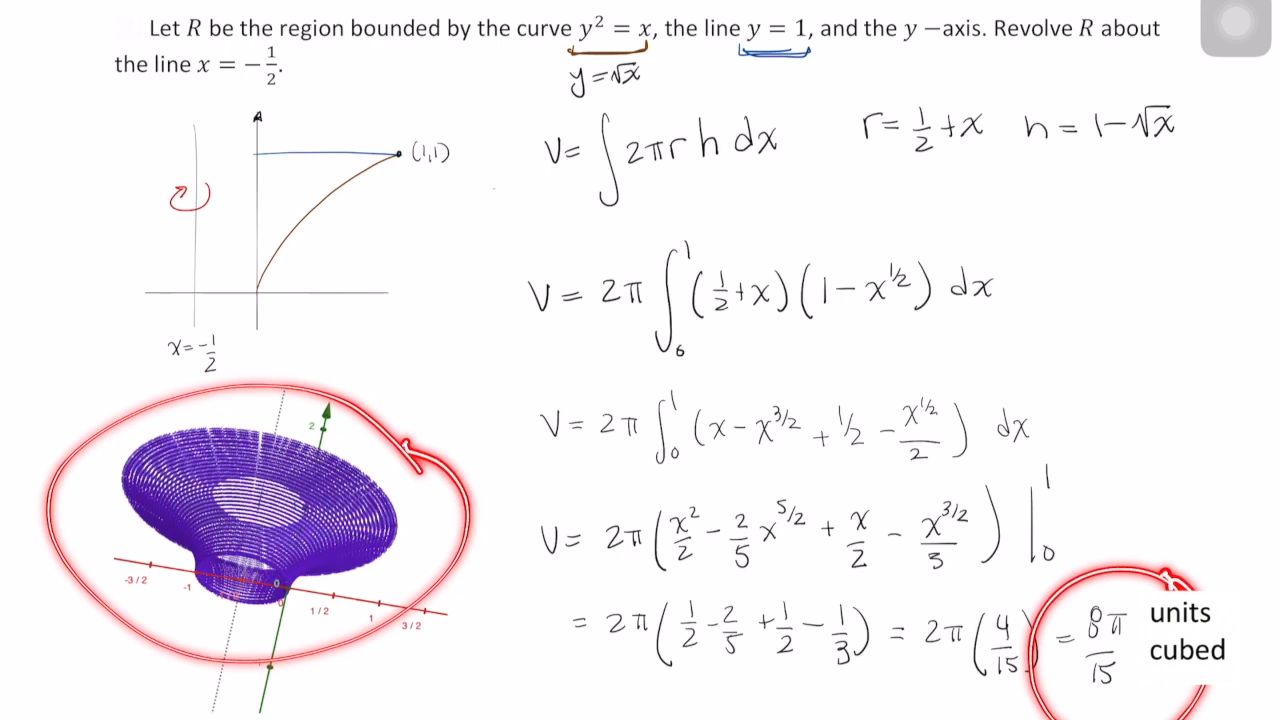 Let R be the region bounded by the curve y² = x, the line y = 1, and the y −axis. Revolve R about
the line x = −1/2.
y = √x
V = ∫ 2πrh dx
r = 1/2 + x
h = 1 − √x
(1,1)
V = 2π ∫₀¹ (1/2 + x)(1 − x^1/2) dx
x = −1/2
V = 2π ∫₀¹ (x − x^3/2 + 1/2 − x^1/2/2) dx
2
V = 2π (x²/2 − 2/5 x^5/2 + x/2 − x^3/2/3) |₀¹
-3/2 -1 0 0 1/2 1 3/2
= 2π (1/2 − 2/5 + 1/2 − 1/3) = 2π (4/15) = 8π/15 units
cubed